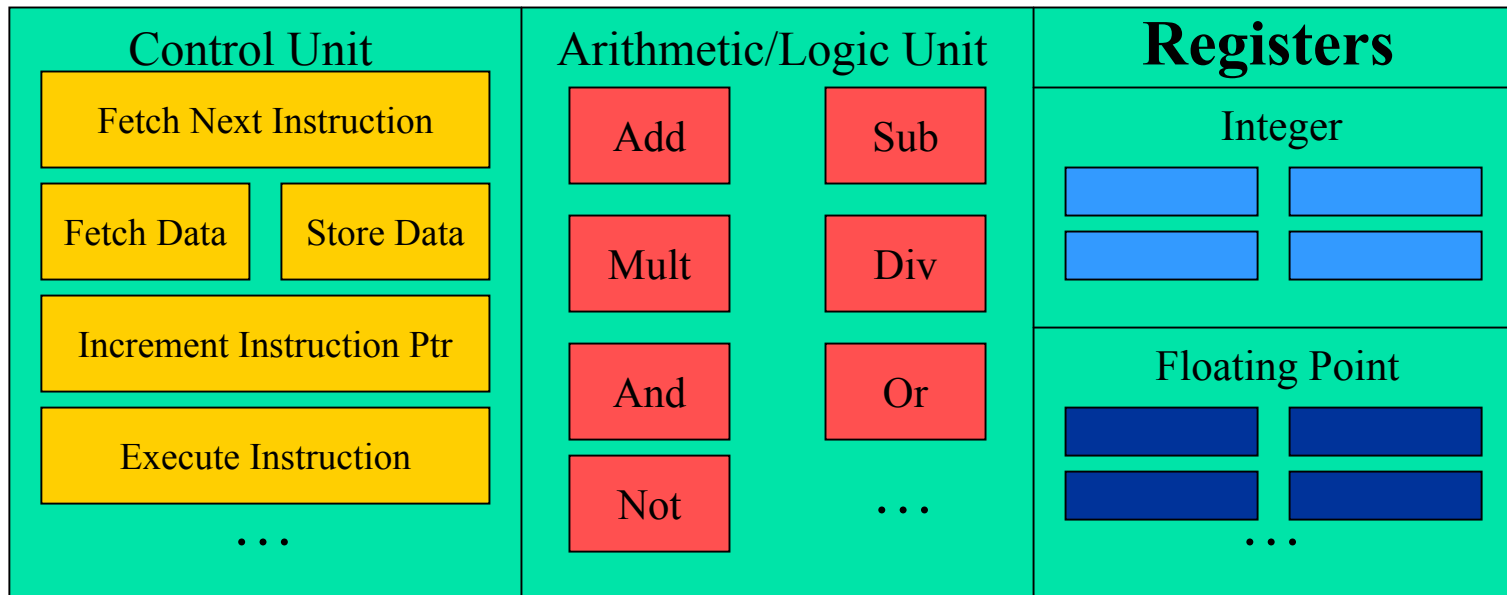 Control Unit
Fetch Next Instruction
Fetch Data
Store Data
Increment Instruction Ptr
Execute Instruction
…
Arithmetic/Logic Unit
Add
Sub
Mult
Div
And
Or
Not
…
Registers
Integer
Floating Point
…